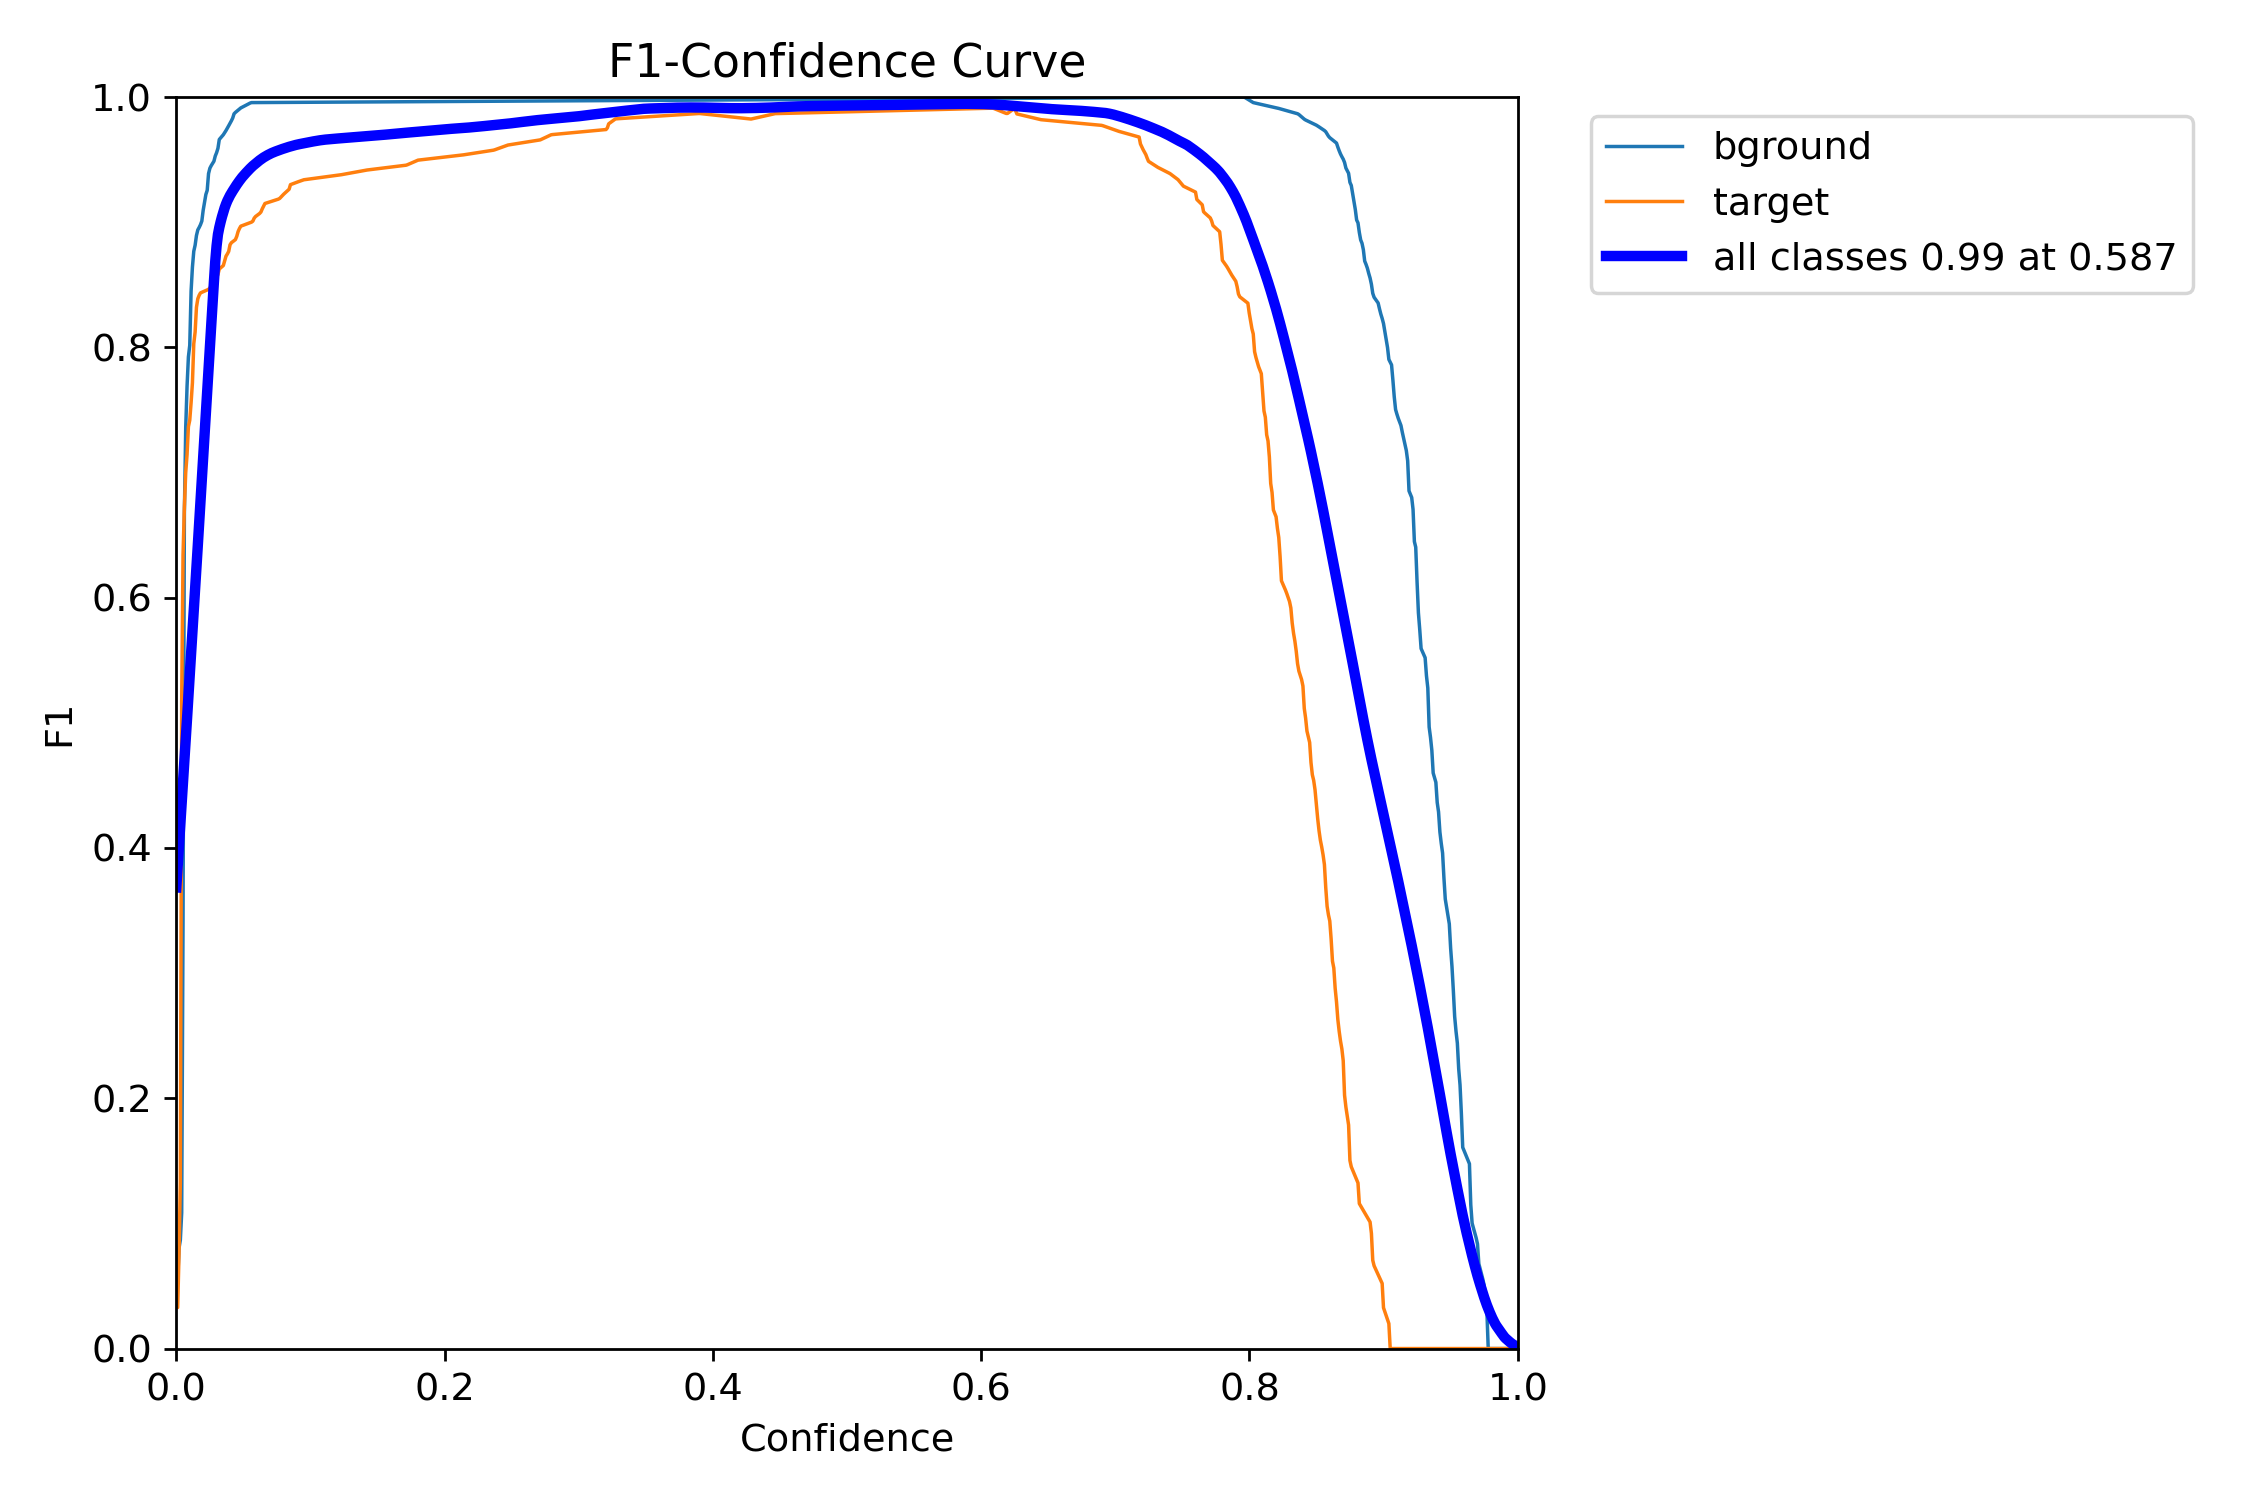 F1-Confidence Curve
1.0
0.8
0.6
0.4
0.2
0.0
F1
0.0 0.2 0.4 0.6 0.8 1.0
Confidence
bground
target
all classes 0.99 at 0.587